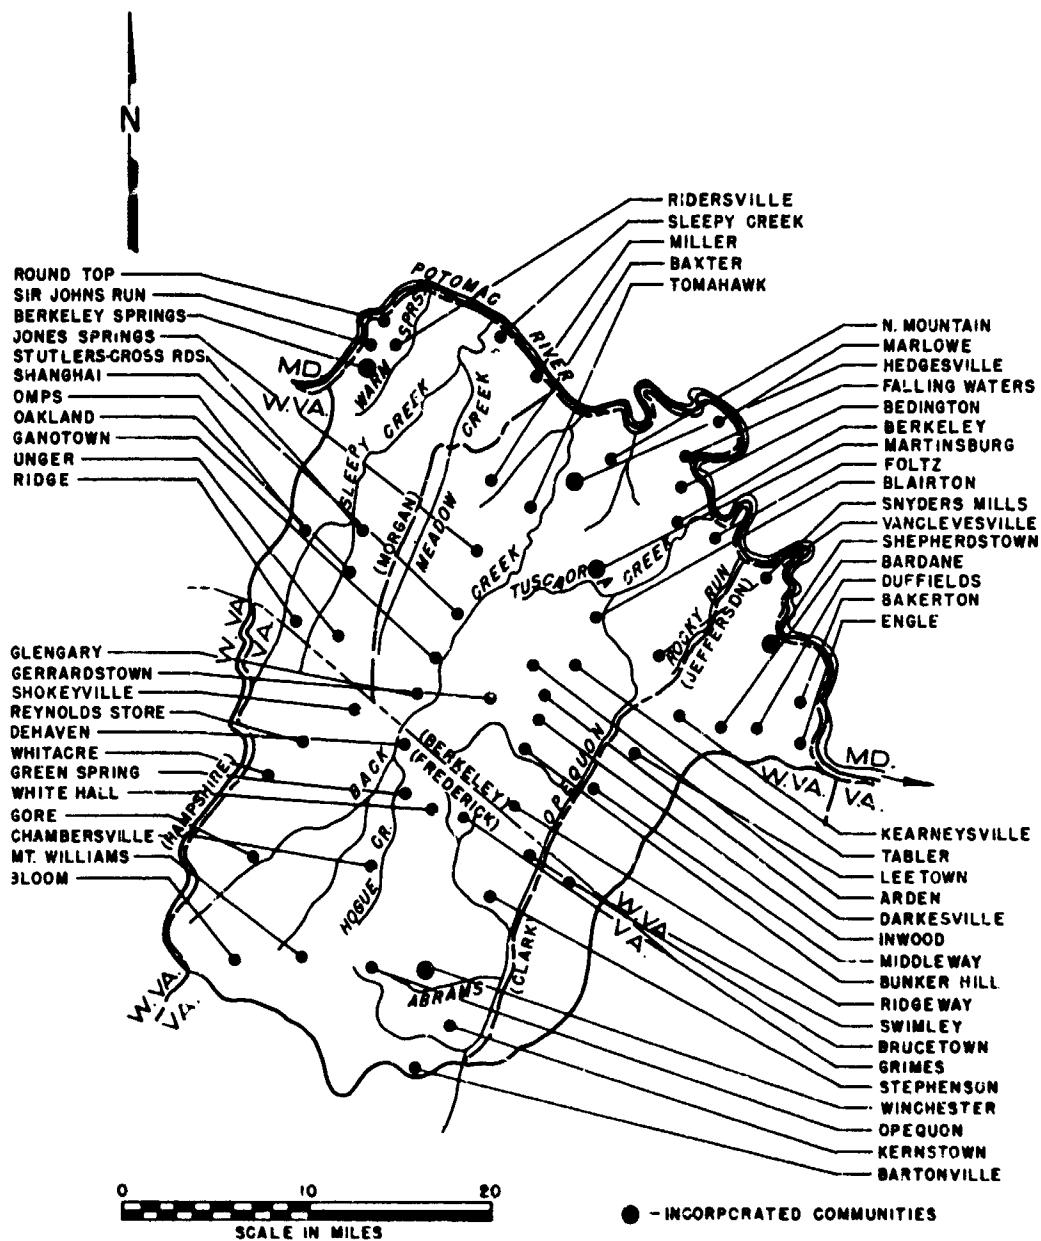 N
RIDERSVILLE
SLEEPY CREEK
MILLER
BAXTER
TOMAHAWK
ROUND TOP
SIR JOHNS RUN
BERKELEY SPRINGS
JONES SPRINGS
STUTLERS-CROSS RDS.
SHANGHAI
OMPS
OAKLAND
GANOTOWN
UNGER
RIDGE
POTOMAC RIVER
WARM SPRS.
MD.
W.VA.
SLEEPY CREEK
MEADOW
CREEK
(MORGAN)
CREEK
TUSCAORA CREEK
ROCKY RUN
(JEFFERSON)
N. MOUNTAIN
MARLOWE
HEDGESVILLE
FALLING WATERS
BEDINGTON
BERKELEY
MARTINSBURG
FOLTZ
BLAIRTON
SNYDERS MILLS
VANCLEVESVILLE
SHEPHERDSTOWN
BARDANE
DUFFIELDS
BAKERTON
ENGLE
W. VA.
VA.
GLENGARY
GERRARDSTOWN
SHOKEYVILLE
REYNOLDS STORE
DEHAVEN
WHITACRE
GREEN SPRING
WHITE HALL
GORE
CHAMBERSVILLE
MT. WILLIAMS
BLOOM
(HAMPSHIRE)
BACK
(BERKELEY)
(FREDERICK)
OPEQUON
HOGUE CR.
(CLARK
ABRAMS
MD.
W.VA.
V.A.
W.VA.
VA.
W.VA.
VA.
KEARNEYSVILLE
TABLER
LEETOWN
ARDEN
DARKESVILLE
INWOOD
MIDDLEWAY
BUNKER HILL
RIDGEWAY
SWIMLEY
BRUCETOWN
GRIMES
STEPHENSON
WINCHESTER
OPEQUON
KERNSTOWN
BARTONVILLE
0 10 20
SCALE IN MILES
- INCORPORATED COMMUNITIES